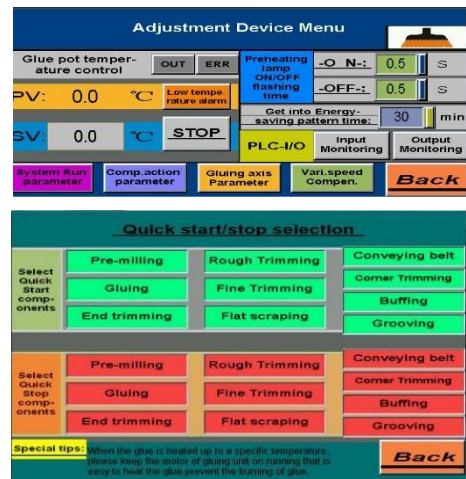 Adjustment Device Menu
Glue pot temper-
ature control
OUT
ERR
Preheating
lamp
ON/OFF
flashing
time
-O N-:
0.5
S
-OFF-:
0.5
S
PV:
0.0
℃
Low tempe-
rature alarm
Get into Energy-
saving pattern time:
30
min
SV:
0.0
℃
STOP
PLC-I/O
Input
Monitoring
Output
Monitoring
System Run
parameter
Comp.action
parameter
Gluing axis
Parameter
Vari.speed
Compen.
Back
Quick start/stop selection
Select
Quick
Start
comp-
onents
Pre-milling
Rough Trimming
Conveying belt
Gluing
Fine Trimming
Corner Trimming
Buffing
End trimming
Flat scraping
Grooving
Select
Quick
Stop
comp-
onents
Pre-milling
Rough Trimming
Conveying belt
Gluing
Fine Trimming
Corner Trimming
Buffing
End trimming
Flat scraping
Grooving
Special tips:
When the glue is heated up to a specific temperature,
please keep the motor of gluing unit on running that is
easy to heat the glue.prevent the burning of glue.
Back